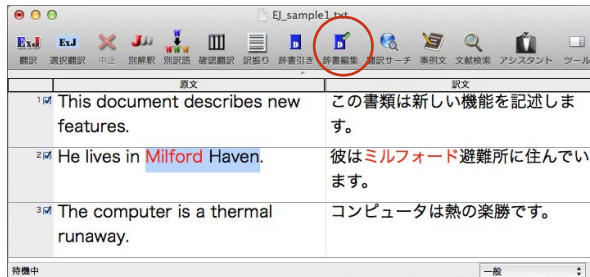 EJ_sample1.txt
翻訳 選択翻訳 中止 別解釈 別訳語 確認翻訳 訳振り 辞書引き 辞書編集 翻訳サーチ 事例文 文献検索 アシスタント ツール
原文 訳文
1 This document describes new
features.
この書類は新しい機能を記述しま
す。
2 He lives in Milford Haven.
彼はミルフォード避難所に住んでい
ます。
3 The computer is a thermal
runaway.
コンピュータは熱の楽勝です。
待機中 一般